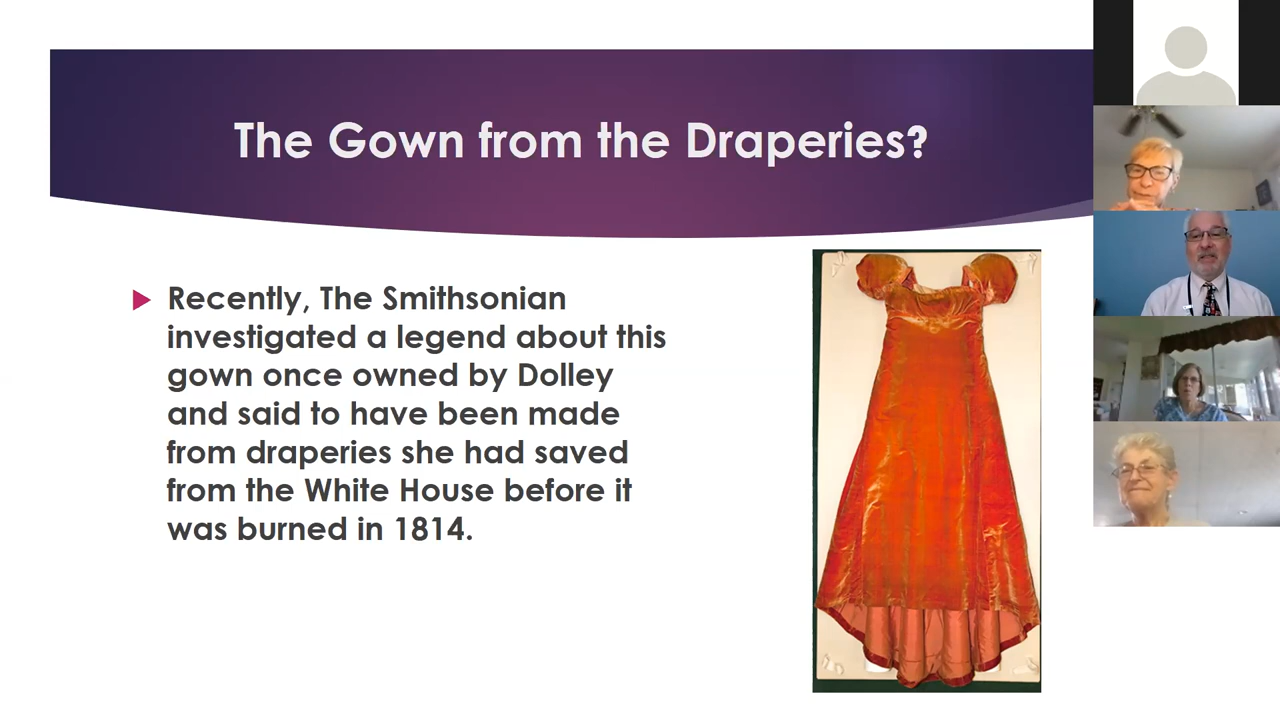 The Gown from the Draperies?
Recently, The Smithsonian
investigated a legend about this
gown once owned by Dolley
and said to have been made
from draperies she had saved
from the White House before it
was burned in 1814.